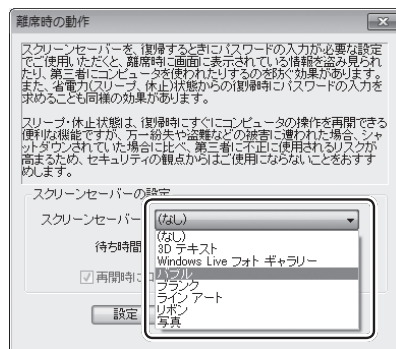 離席時の動作
スクリーンセーバーを、復帰するときにパスワードの入力が必要な設定
でご使用いただくと、離席時に画面に表示されている情報を盗み見られ
たり、第三者にコンピュータを使われたりするのを防ぐ効果があります。
また、省電力(スリープ、休止)状態からの復帰時にパスワードの入力を
求めることも同様の効果があります。
スリープ・休止状態は、復帰時にすぐにコンピュータの操作を再開できる
便利な機能ですが、万一紛失や盗難などの被害に遭われた場合、シャ
ットダウンされていた場合に比べ、第三者に不正に使用されるリスクが
高まるため、セキュリティの観点からはご使用にならないことをおすす
めします。
スクリーンセーバーの設定
スクリーンセーバー (なし)
(なし)
待ち時間 3D テキスト
Windows Live フォト ギャラリー
再開時に バブル
ブランク
ライン アート
設定 リボン
写真